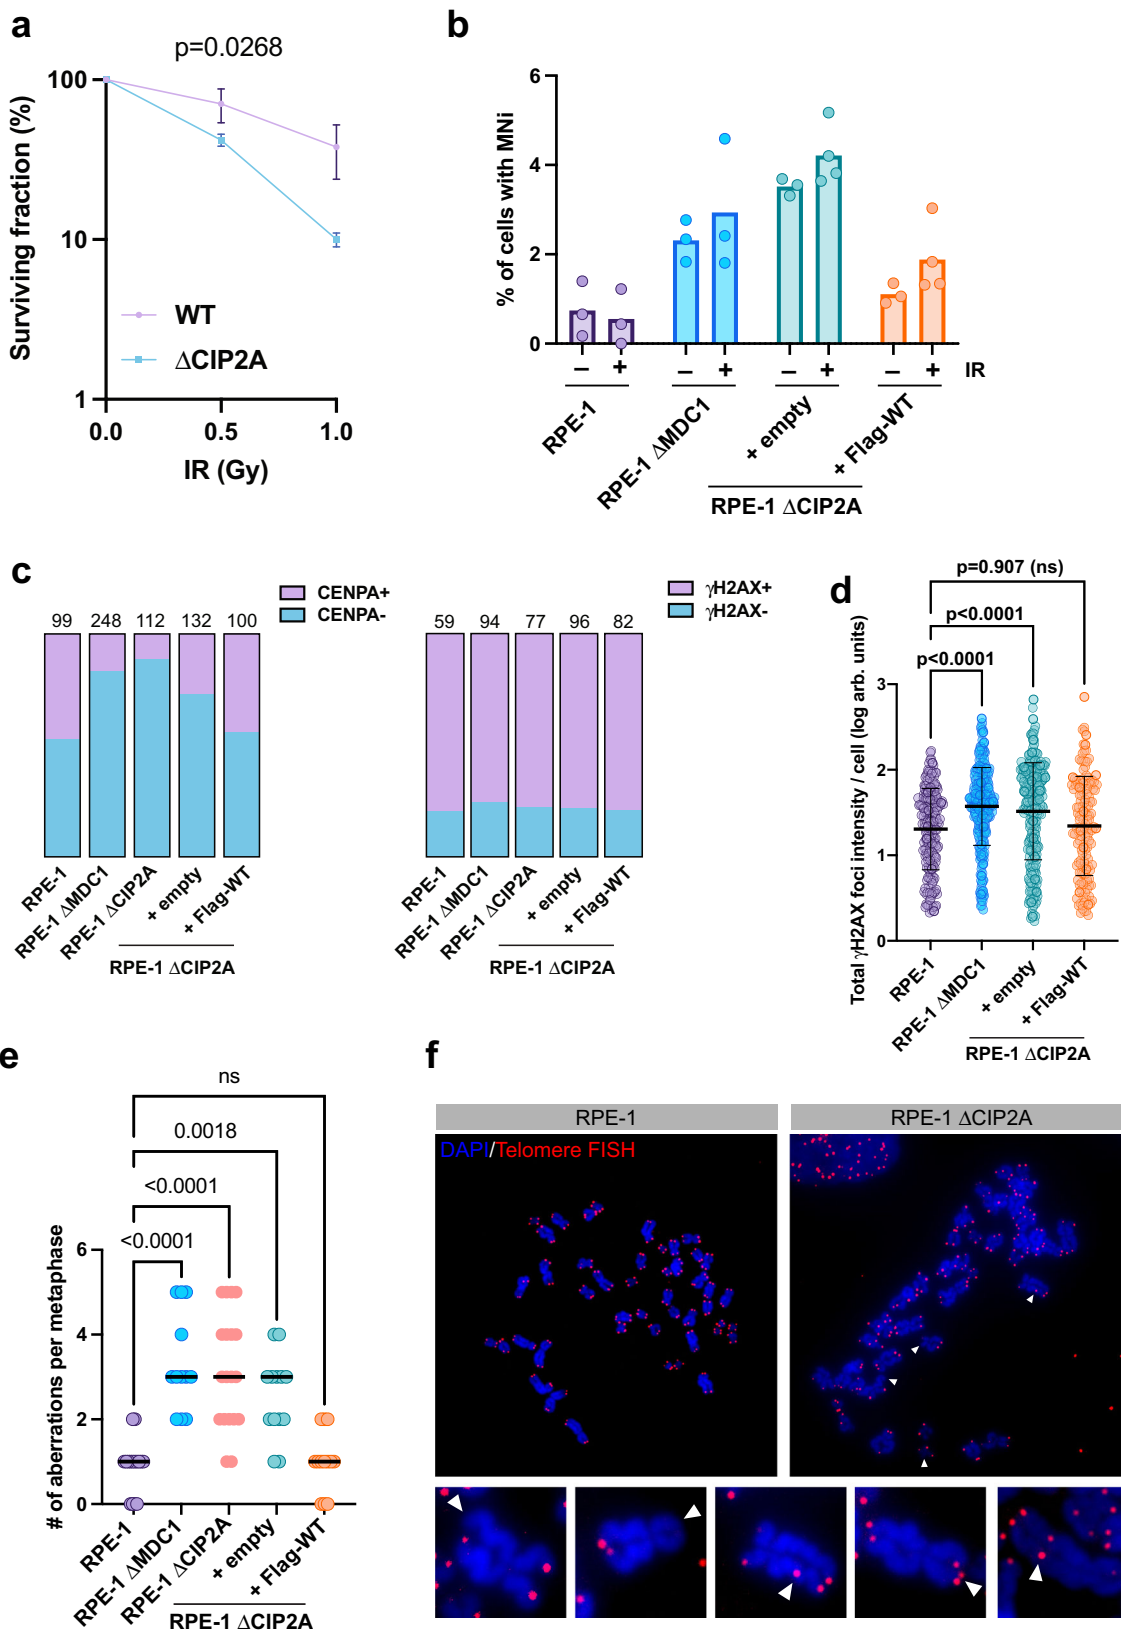 a
p=0.0268
Surviving fraction (%)
100
10
1
WT
ΔCIP2A
0.0 0.5 1.0
IR (Gy)
b
% of cells with MNi
6
4
2
0
– + – + – + – + IR
RPE-1
RPE-1 ΔMDC1
+ empty
+ Flag-WT
RPE-1 ΔCIP2A
c
CENPA+
CENPA-
99 248 112 132 100
RPE-1
RPE-1 ΔMDC1
RPE-1 ΔCIP2A
+ empty
+ Flag-WT
RPE-1 ΔCIP2A
γH2AX+
γH2AX-
59 94 77 96 82
RPE-1
RPE-1 ΔMDC1
RPE-1 ΔCIP2A
+ empty
+ Flag-WT
RPE-1 ΔCIP2A
d
p=0.907 (ns)
p<0.0001
p<0.0001
Total γH2AX foci intensity / cell (log arb. units)
3
2
1
0
RPE-1
RPE-1 ΔMDC1
+ empty
+ Flag-WT
RPE-1 ΔCIP2A
e
ns
0.0018
<0.0001
<0.0001
# of aberrations per metaphase
6
4
2
0
RPE-1
RPE-1 ΔMDC1
RPE-1 ΔCIP2A
+ empty
+ Flag-WT
RPE-1 ΔCIP2A
f
RPE-1
RPE-1 ΔCIP2A
DAPI/Telomere FISH